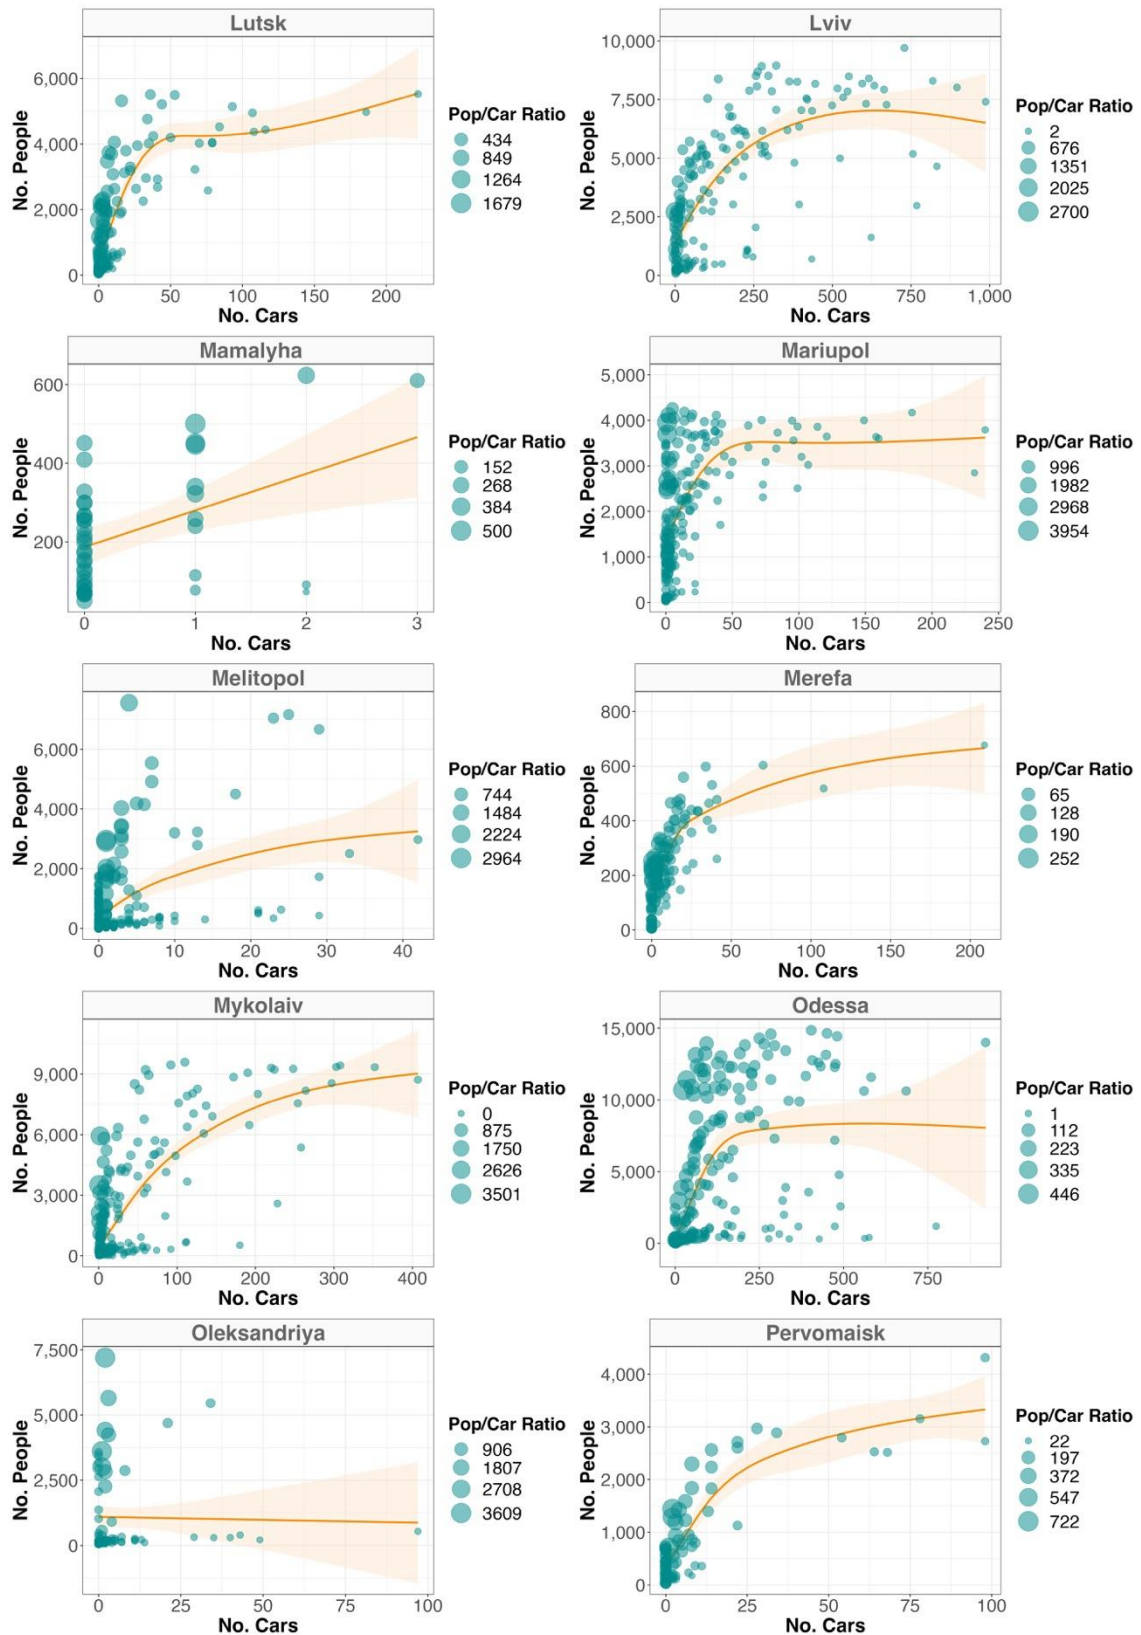 Lutsk
No. People
6,000
4,000
2,000
0
0 50 100 150 200
No. Cars
Pop/Car Ratio
434
849
1264
1679
Lviv
No. People
10,000
7,500
5,000
2,500
0
0 250 500 750 1,000
No. Cars
Pop/Car Ratio
2
676
1351
2025
2700
Mamalyha
No. People
600
400
200
0 1 2 3
No. Cars
Pop/Car Ratio
152
268
384
500
Mariupol
No. People
5,000
4,000
3,000
2,000
1,000
0
0 50 100 150 200 250
No. Cars
Pop/Car Ratio
996
1982
2968
3954
Melitopol
No. People
6,000
4,000
2,000
0
0 10 20 30 40
No. Cars
Pop/Car Ratio
744
1484
2224
2964
Merefa
No. People
800
600
400
200
0
0 50 100 150 200
No. Cars
Pop/Car Ratio
65
128
190
252
Mykolaiv
No. People
9,000
6,000
3,000
0
0 100 200 300 400
No. Cars
Pop/Car Ratio
0
875
1750
2626
3501
Odessa
No. People
15,000
10,000
5,000
0
0 250 500 750
No. Cars
Pop/Car Ratio
1
112
223
335
446
Oleksandriya
No. People
7,500
5,000
2,500
0
0 25 50 75 100
No. Cars
Pop/Car Ratio
906
1807
2708
3609
Pervomaisk
No. People
4,000
3,000
2,000
1,000
0
0 25 50 75 100
No. Cars
Pop/Car Ratio
22
197
372
547
722